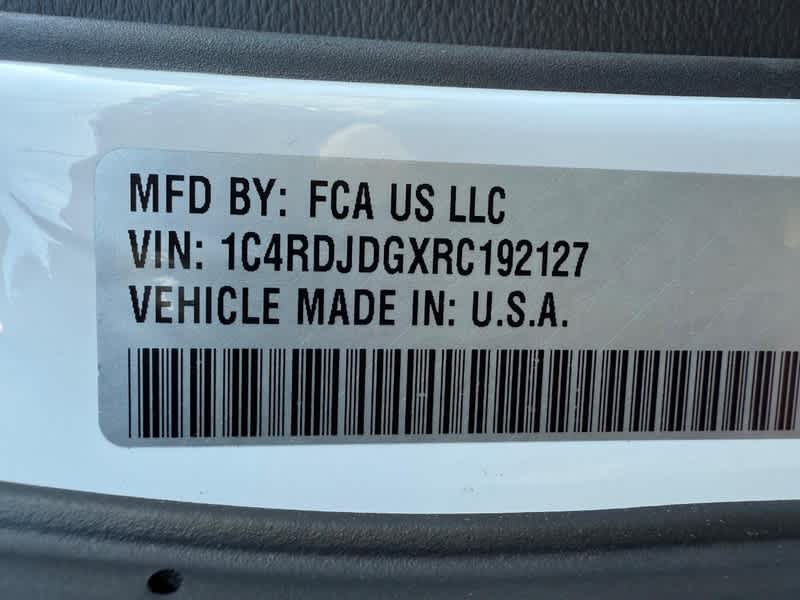 MFD BY: FCA US LLC
VIN: 1C4RDJDGXRC192127
VEHICLE MADE IN: U.S.A.